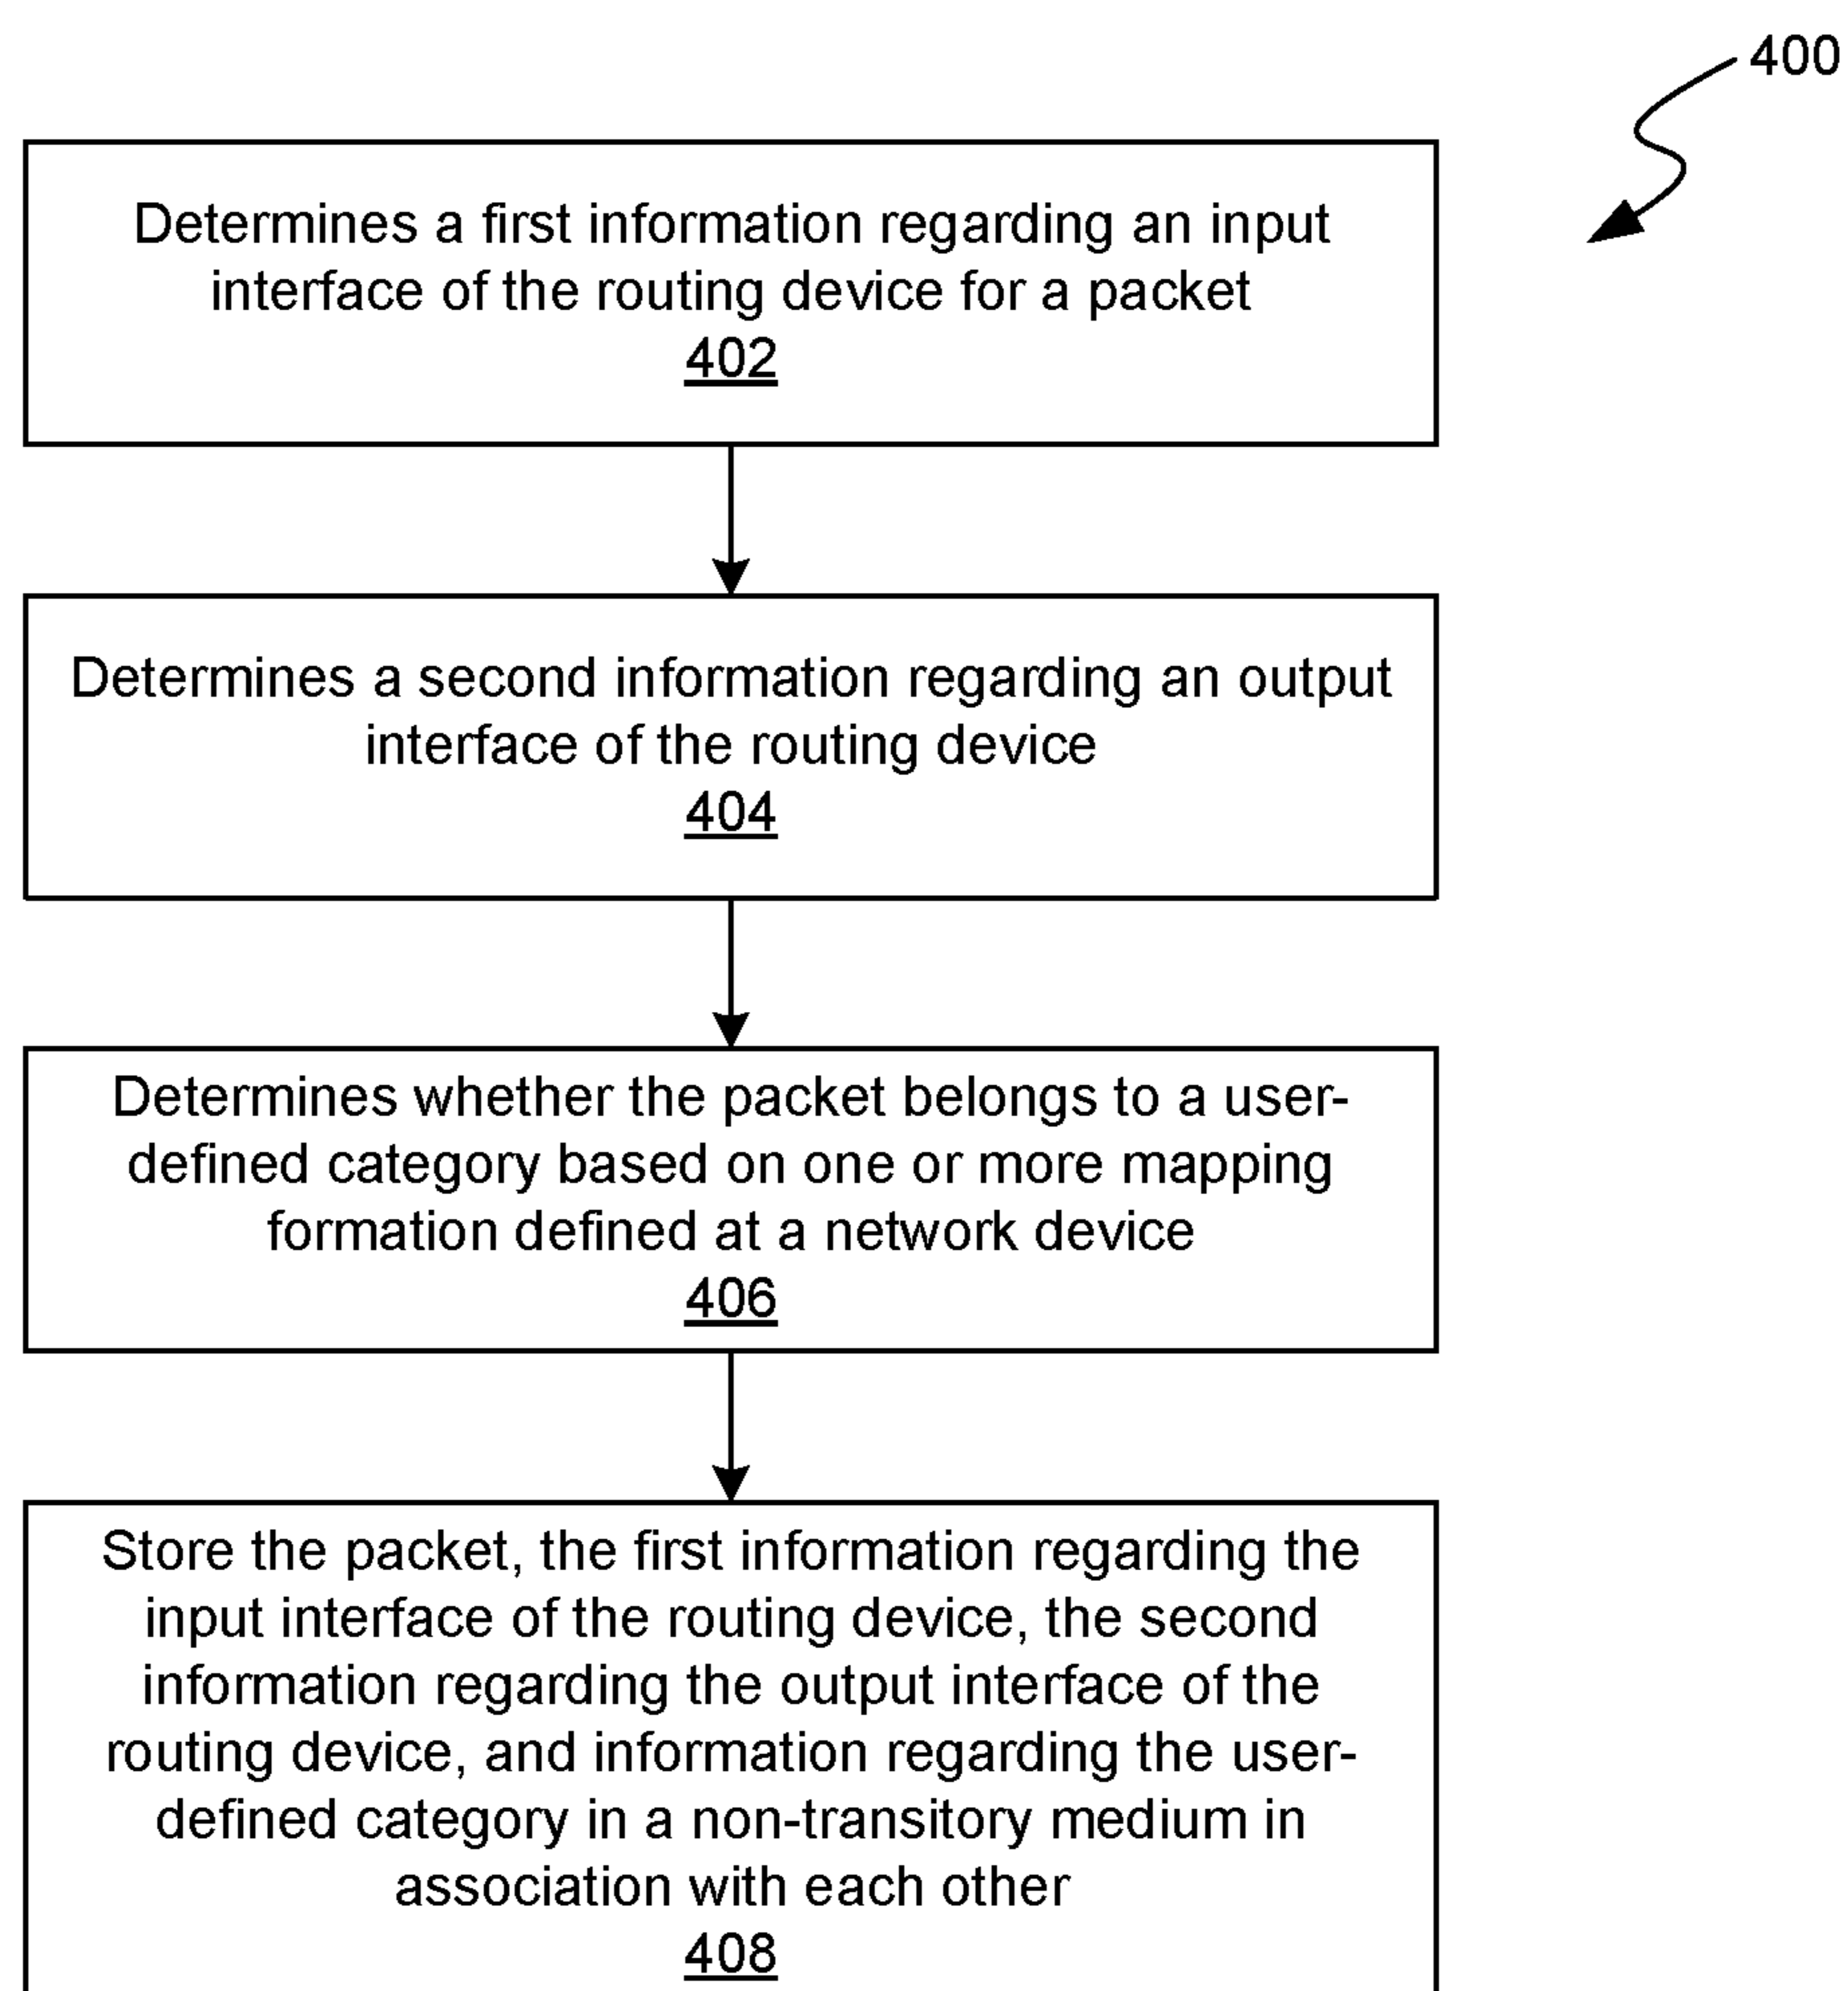 400
Determines a first information regarding an input
interface of the routing device for a packet
402
Determines a second information regarding an output
interface of the routing device
404
Determines whether the packet belongs to a user-
defined category based on one or more mapping
formation defined at a network device
406
Store the packet, the first information regarding the
input interface of the routing device, the second
information regarding the output interface of the
routing device, and information regarding the user-
defined category in a non-transitory medium in
association with each other
408